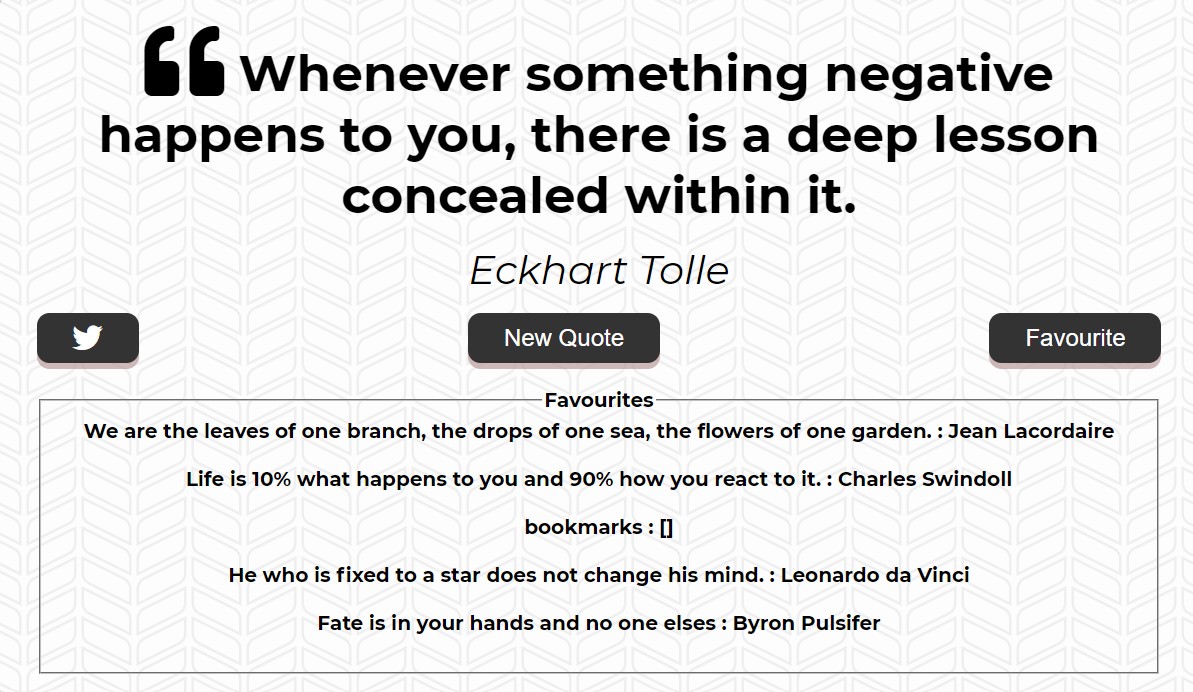 “ Whenever something negative
happens to you, there is a deep lesson
concealed within it.
Eckhart Tolle
New Quote
Favourite
Favourites
We are the leaves of one branch, the drops of one sea, the flowers of one garden. : Jean Lacordaire
Life is 10% what happens to you and 90% how you react to it. : Charles Swindoll
bookmarks : []
He who is fixed to a star does not change his mind. : Leonardo da Vinci
Fate is in your hands and no one elses : Byron Pulsifer